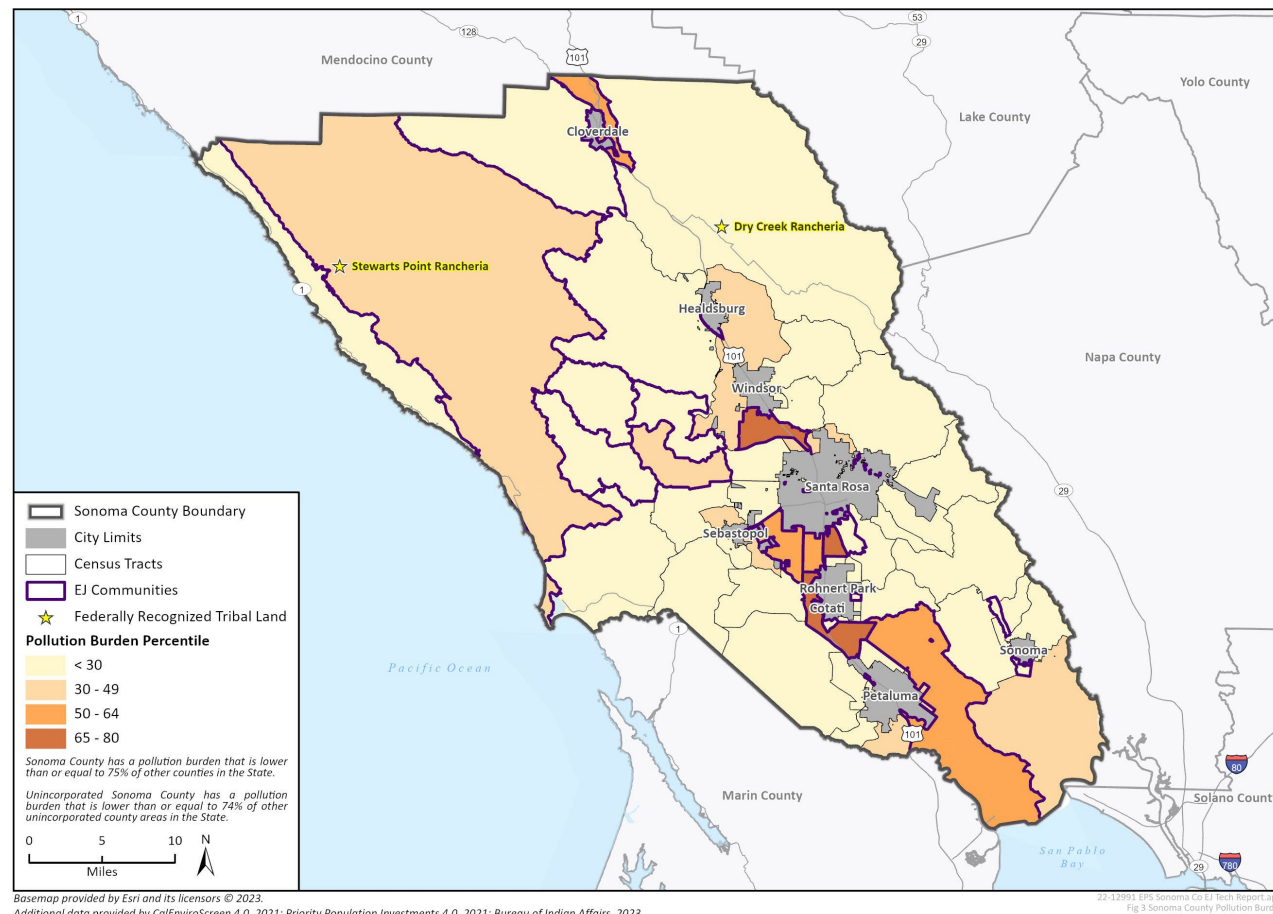 1
128
101
53
29
Mendocino County
Yolo County
Lake County
Cloverdale
Dry Creek Rancheria
Stewarts Point Rancheria
1
Healdsburg
101
Napa County
Windsor
Santa Rosa
29
Sebastopol
Rohnert Park
Cotati
1
Sonoma
Pacific Ocean
Petaluma
101
Marin County
80
Solano Count
San Pablo
Bay
29
780
Sonoma County Boundary
City Limits
Census Tracts
EJ Communities
Federally Recognized Tribal Land
Pollution Burden Percentile
< 30
30 - 49
50 - 64
65 - 80
Sonoma County has a pollution burden that is lower
than or equal to 75% of other counties in the State.
Unincorporated Sonoma County has a pollution
burden that is lower than or equal to 74% of other
unincorporated county areas in the State.
0 5 10
Miles
N
Basemap provided by Esri and its licensors © 2023.
Additional data provided by CalEnviroScreen 4.0, 2021; Priority Population Investments 4.0, 2021; Bureau of Indian Affairs, 2023.
22-12991 EPS Sonoma Co EJ Tech Report.ap
Fig 3 Sonoma County Pollution Burd